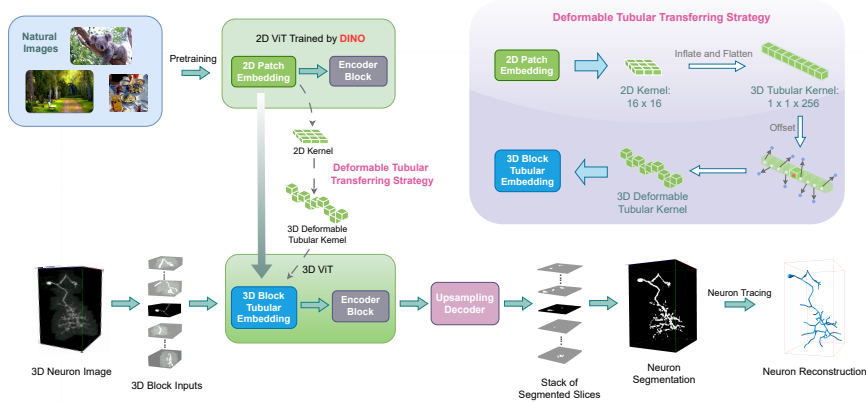 Natural
Images
Pretraining
2D ViT Trained by DINO
2D Patch
Embedding
Encoder
Block
2D Kernel
Deformable Tubular
Transferring Strategy
3D Deformable
Tubular Kernel
3D ViT
3D Block
Tubular
Embedding
Encoder
Block
Upsampling
Decoder
3D Neuron Image
3D Block Inputs
Stack of
Segmented Slices
Neuron
Segmentation
Neuron Tracing
Neuron Reconstruction
Deformable Tubular Transferring Strategy
2D Patch
Embedding
2D Kernel:
16 x 16
Inflate and Flatten
3D Tubular Kernel:
1 x 1 x 256
Offset
3D Block
Tubular
Embedding
3D Deformable
Tubular Kernel